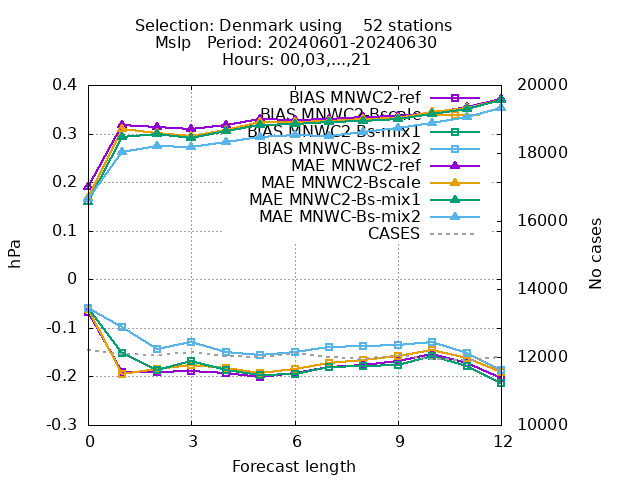 Selection: Denmark using    52 stations
Mslp   Period: 20240601-20240630
Hours: 00,03,...,21
0.4
0.3
0.2
0.1
0
-0.1
-0.2
-0.3
20000
18000
16000
14000
12000
10000
hPa
No cases
BIAS MNWC2-ref
BIAS MNWC2-Bscale
BIAS MNWC2-Bs-mix1
BIAS MNWC-Bs-mix2
MAE MNWC2-ref
MAE MNWC2-Bscale
MAE MNWC2-Bs-mix1
MAE MNWC-Bs-mix2
CASES
0 3 6 9 12
Forecast length